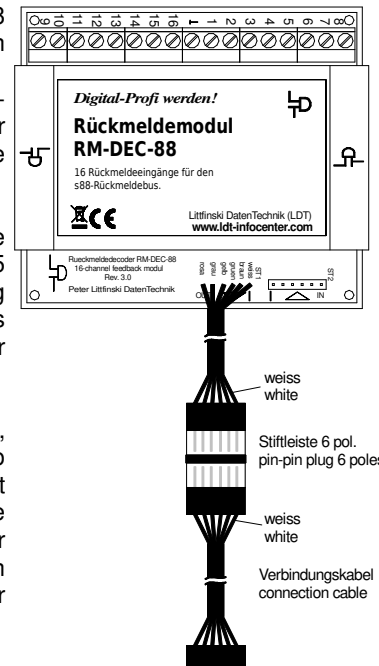 9 10 11 12 13 14 15 16 ⊥ 1 2 3 4 5 6 7 8
Digital-Profi werden!
Rückmeldemodul
RM-DEC-88
16 Rückmeldeeingänge für den
s88-Rückmeldebus.
CE
Littfinski DatenTechnik (LDT)
www.ldt-infocenter.com
Rueckmeldedecoder RM-DEC-88
16-channel feedback modul
Rev. 3.0
Peter Littfinski DatenTechnik
rosa
grau
gelb
gruen
braun
weiss
ST1
ST2
IN
weiss
white
Stiftleiste 6 pol.
pin-pin plug 6 poles
weiss
white
Verbindungskabel
connection cable